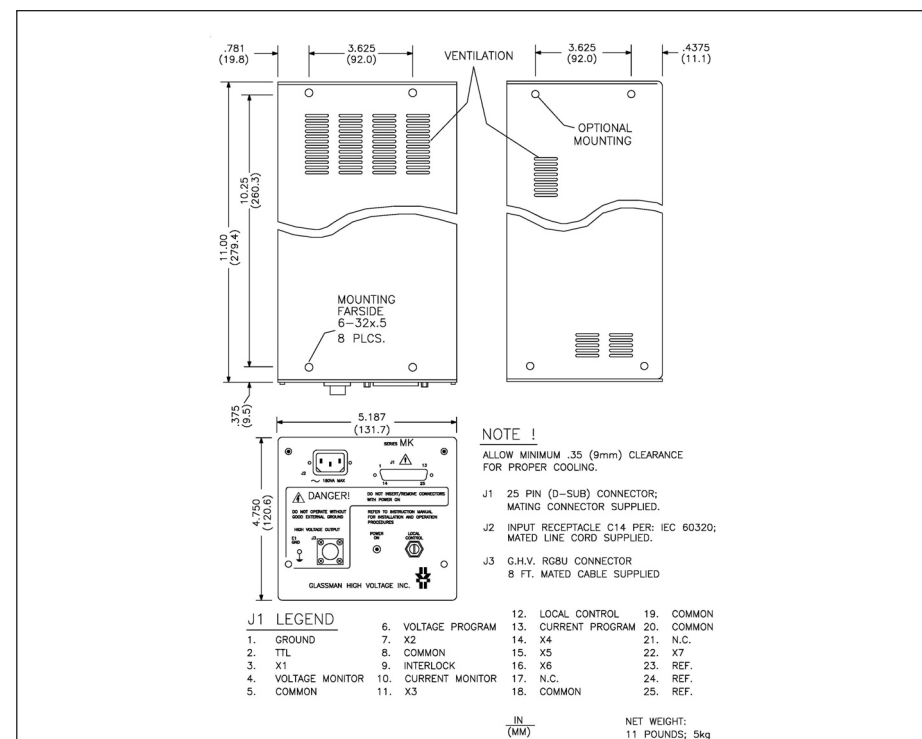 .781
(19.8)
3.625
(92.0)
VENTILATION
3.625
(92.0)
.4375
(11.1)
OPTIONAL
MOUNTING
10.25
(260.3)
11.00
(279.4)
MOUNTING
FARSIDE
6-32x.5
8 PLCS.
.375
(9.5)
5.187
(131.7)
4.750
(120.6)
SERIES MK
J1
1 13
14 25
J2
180VA MAX
DANGER!
DO NOT INSERT/REMOVE CONNECTORS
WITH POWER ON
DO NOT OPERATE WITHOUT
GOOD EXTERNAL GROUND
REFER TO INSTRUCTION MANUAL
FOR INSTALLATION AND OPERATION
PROCEDURES
HIGH VOLTAGE OUTPUT
E1
GND
J3
POWER
ON
LOCAL
CONTROL
GLASSMAN HIGH VOLTAGE INC.
NOTE !
ALLOW MINIMUM .35 (9mm) CLEARANCE
FOR PROPER COOLING.
J1 25 PIN (D-SUB) CONNECTOR;
MATING CONNECTOR SUPPLIED.
J2 INPUT RECEPTACLE C14 PER: IEC 60320;
MATED LINE CORD SUPPLIED.
J3 G.H.V. RG8U CONNECTOR
8 FT. MATED CABLE SUPPLIED
J1 LEGEND
1. GROUND
2. TTL
3. X1
4. VOLTAGE MONITOR
5. COMMON
6. VOLTAGE PROGRAM
7. X2
8. COMMON
9. INTERLOCK
10. CURRENT MONITOR
11. X3
12. LOCAL CONTROL
13. CURRENT PROGRAM
14. X4
15. X5
16. X6
17. N.C.
18. COMMON
19. COMMON
20. COMMON
21. N.C.
22. X7
23. REF.
24. REF.
25. REF.
IN
(MM)
NET WEIGHT:
11 POUNDS; 5kg